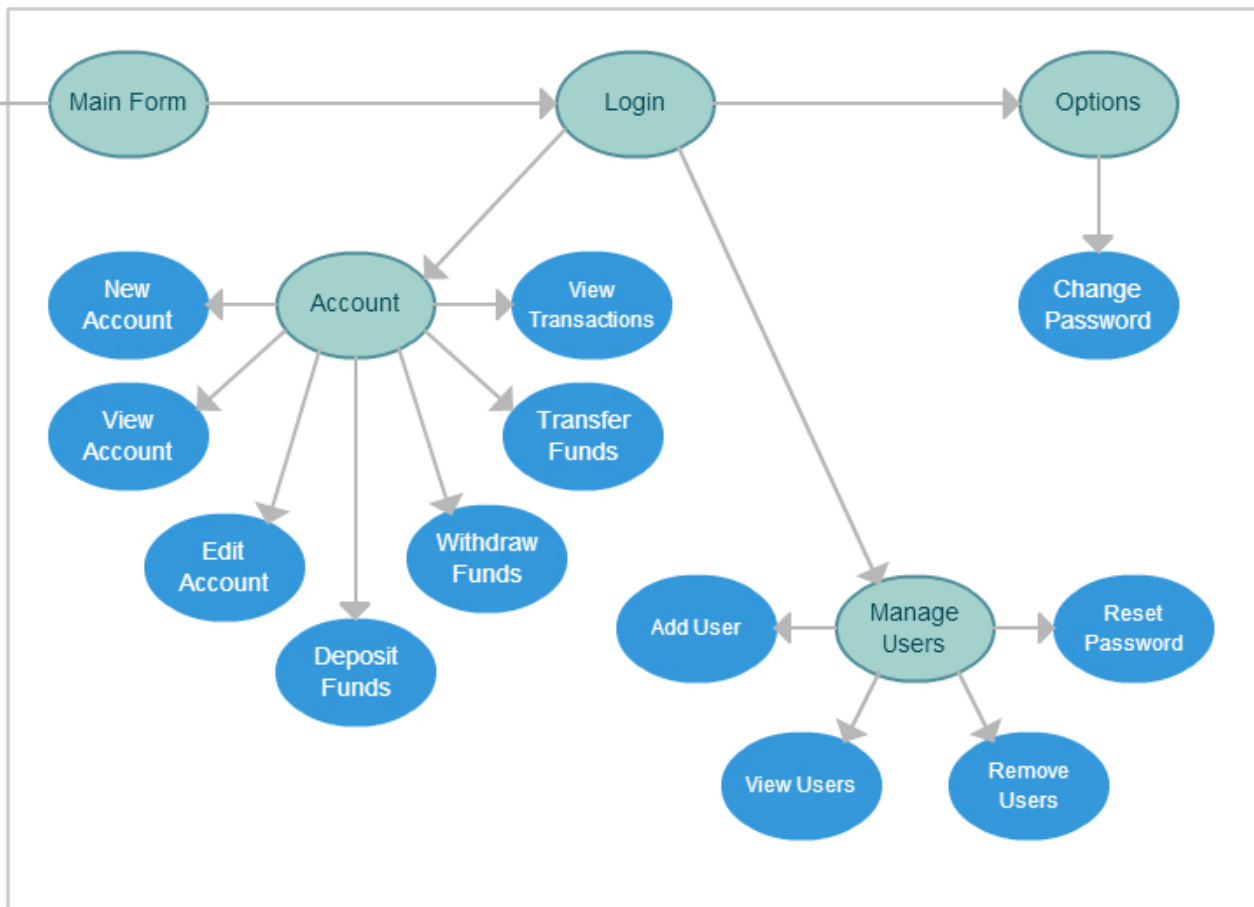 Main Form
Login
Options
New
Account
Account
View
Transactions
Change
Password
View
Account
Transfer
Funds
Edit
Account
Withdraw
Funds
Deposit
Funds
Add User
Manage
Users
Reset
Password
View Users
Remove
Users